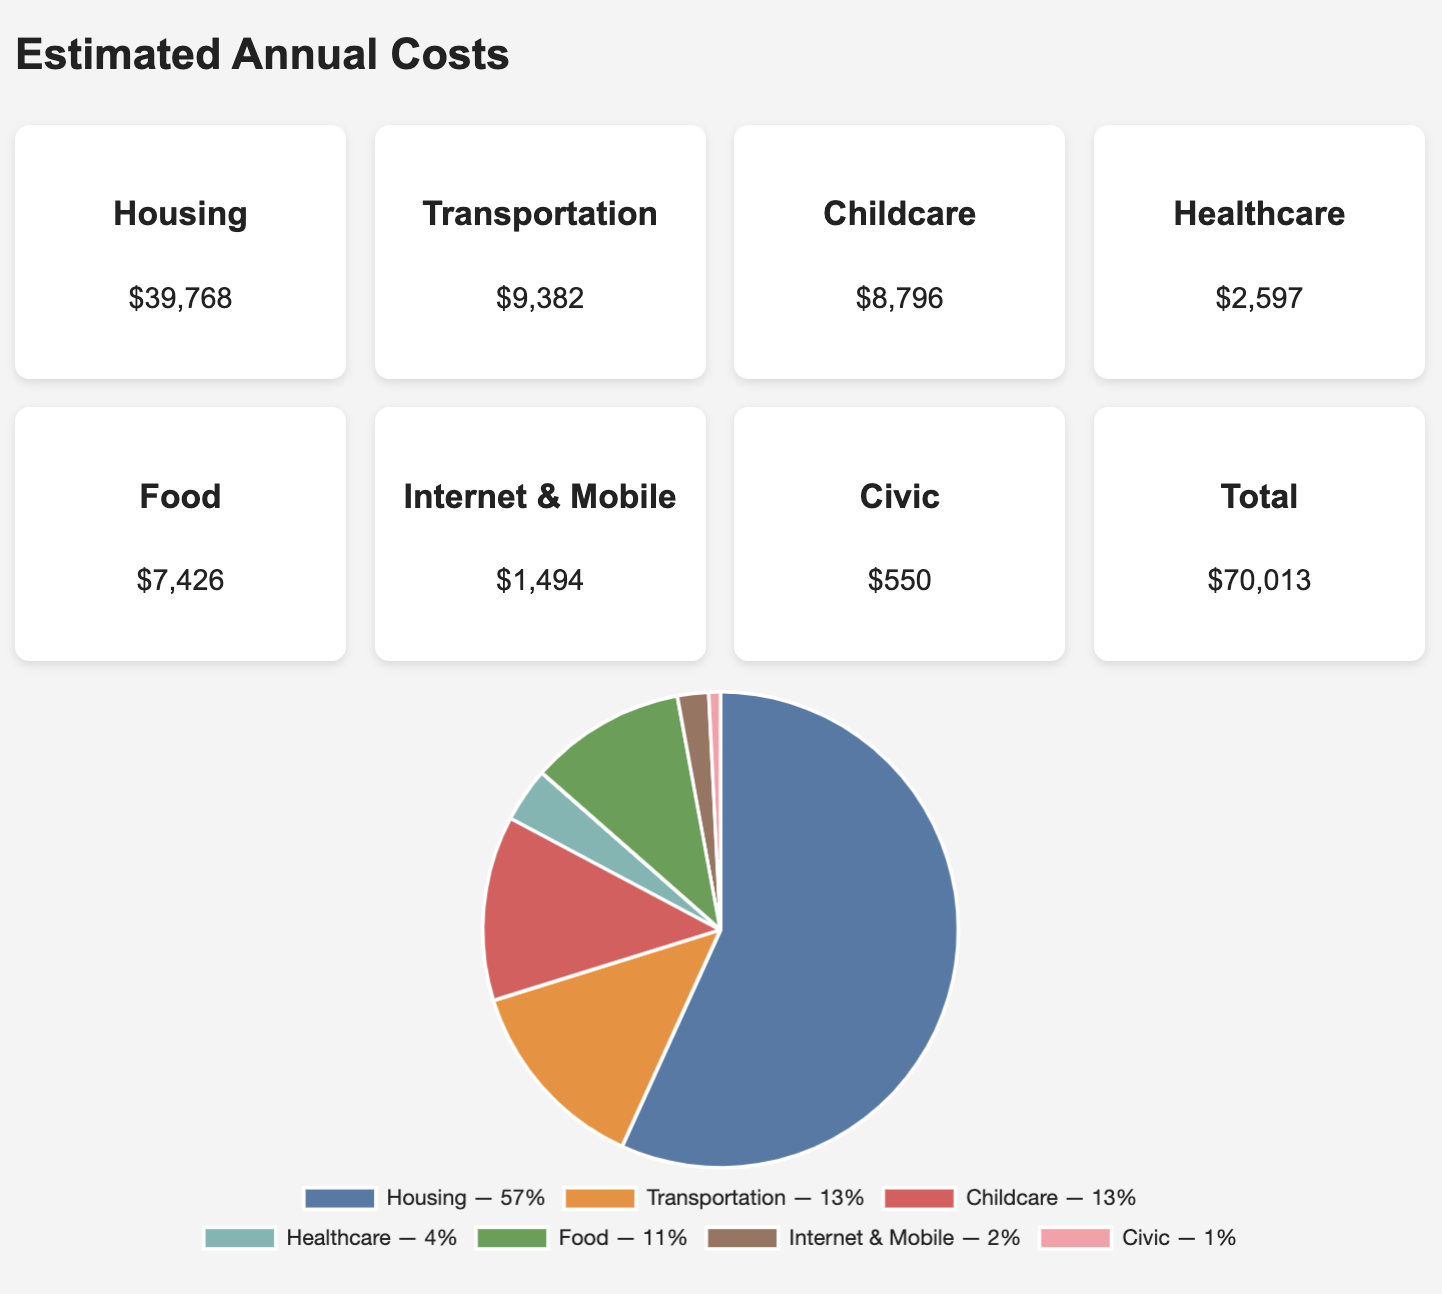 Estimated Annual Costs
Housing
$39,768
Transportation
$9,382
Childcare
$8,796
Healthcare
$2,597
Food
$7,426
Internet & Mobile
$1,494
Civic
$550
Total
$70,013
Housing — 57% Transportation — 13% Childcare — 13%
Healthcare — 4% Food — 11% Internet & Mobile — 2% Civic — 1%